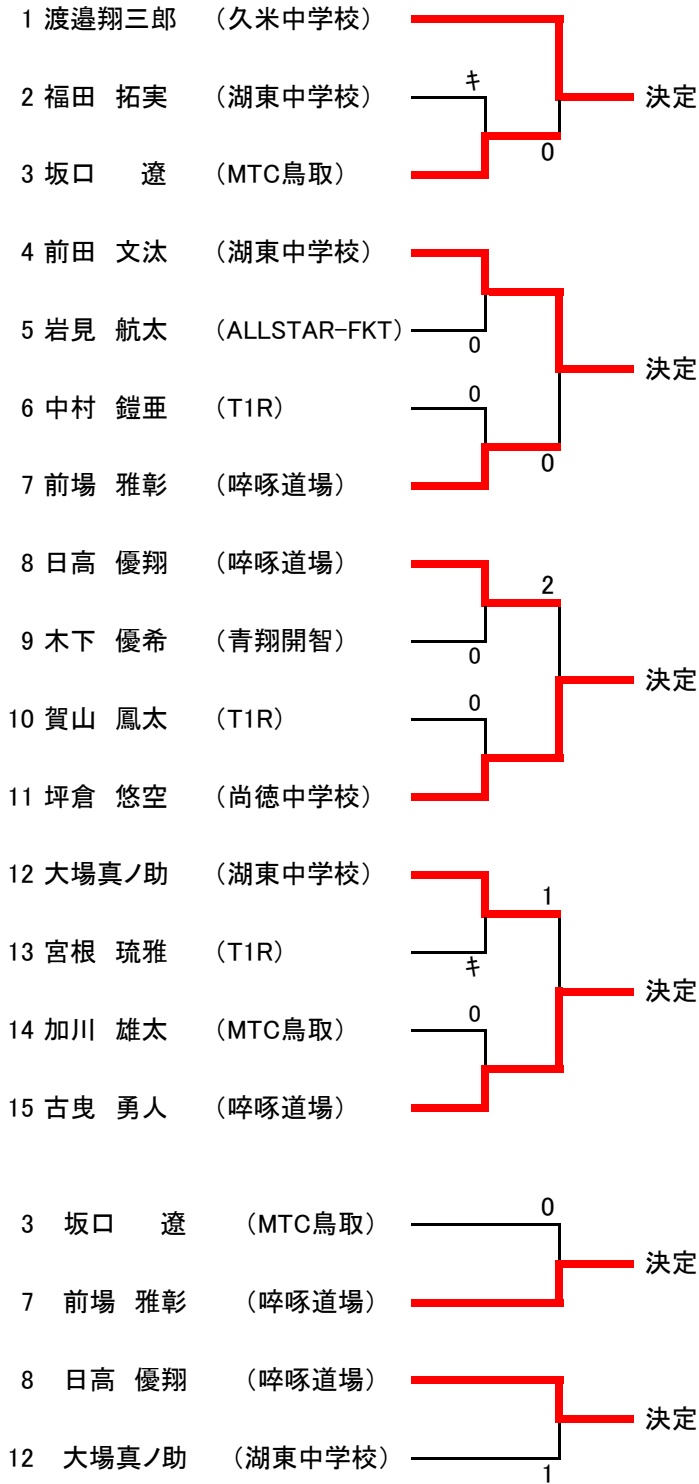 1 渡邉翔三郎 （久米中学校）
決定
キ
2 福田 拓実 （湖東中学校）
0
3 坂口 遼 （MTC鳥取）
4 前田 文汰 （湖東中学校）
5 岩見 航太 （ALLSTAR-FKT）
0
決定
0
6 中村 鎧亜 （T1R）
0
7 前場 雅彰 （啐啄道場）
8 日高 優翔 （啐啄道場）
2
9 木下 優希 （青翔開智）
0
決定
0
10 賀山 鳳太 （T1R）
11 坪倉 悠空 （尚徳中学校）
12 大場真ノ助 （湖東中学校）
1
13 宮根 琉雅 （T1R）
キ
決定
0
14 加川 雄太 （MTC鳥取）
15 古曳 勇人 （啐啄道場）
0
3 坂口 遼 （MTC鳥取）
決定
7 前場 雅彰 （啐啄道場）
8 日高 優翔 （啐啄道場）
決定
12 大場真ノ助 （湖東中学校）
1